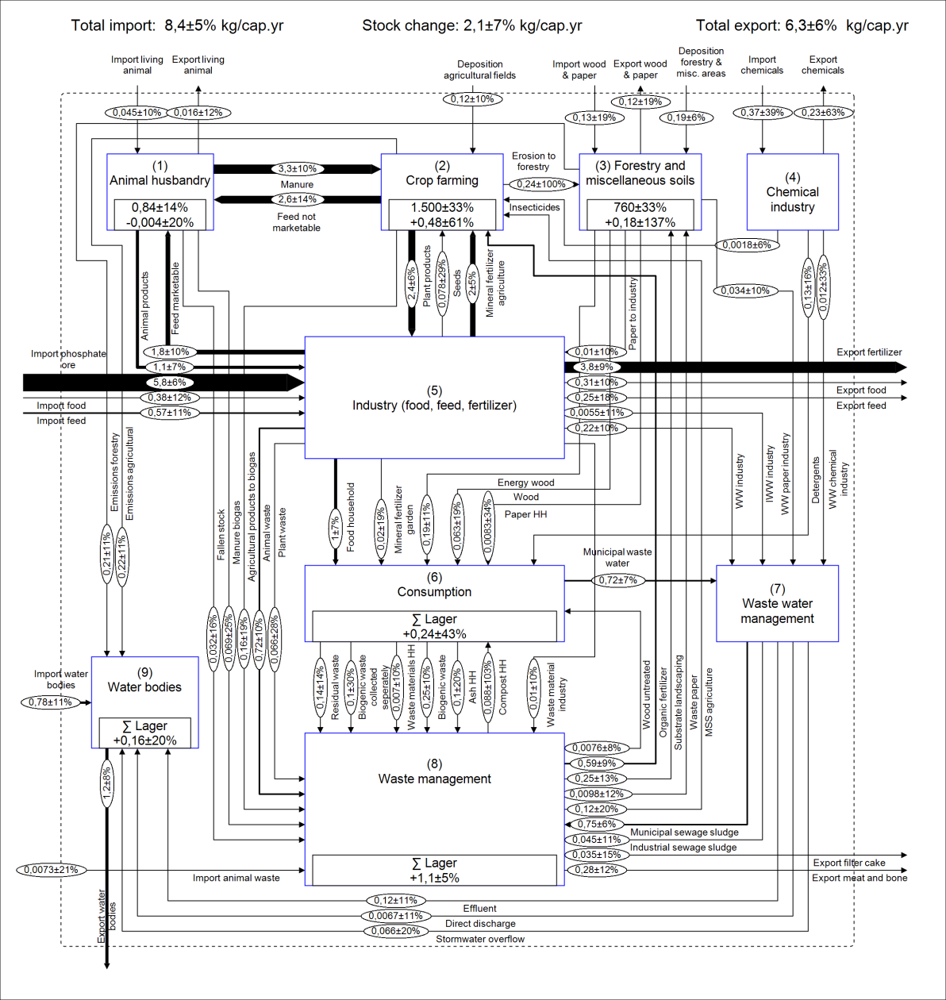 Total import: 8,4±5% kg/cap.yr
Stock change: 2,1±7% kg/cap.yr
Total export: 6,3±6% kg/cap.yr
Import living
animal
Export living
animal
Deposition
agricultural fields
Import wood
& paper
Export wood
& paper
Deposition
forestry &
misc. areas
Import
chemicals
Export
chemicals
0,045±10%
0,016±12%
0,12±10%
0,13±19%
0,12±19%
0,19±6%
0,37±39%
0,23±63%
(1)
Animal husbandry
0,84±14%
-0,004±20%
3,3±10%
Manure
2,6±14%
Feed not
marketable
(2)
Crop farming
1.500±33%
+0,48±61%
Erosion to
forestry
0,24±100%
Insecticides
(3) Forestry and
miscellaneous soils
760±33%
+0,18±137%
(4)
Chemical
industry
0,0018±6%
0,034±10%
0,13±16%
0,012±33%
Animal products
Feed marketable
2,4±6%
Plant products
0,078±29%
Seeds
2±5%
Mineral fertilizer
agriculture
Paper to industry
Import phosphate
ore
1,8±10%
1,1±7%
5,8±6%
0,38±12%
Import food
0,57±11%
Import feed
(5)
Industry (food, feed, fertilizer)
0,01±10%
3,8±9%
0,31±10%
0,25±18%
0,0055±11%
0,22±10%
Export fertilizer
Export food
Export feed
Emissions forestry
Emissions agricultural
0,21±11%
0,22±11%
Fallen stock
Manure biogas
Agricultural products to biogas
Animal waste
Plant waste
0,032±16%
0,069±25%
0,16±19%
0,72±10%
0,066±28%
1±7%
Food household
0,02±19%
Mineral fertilizer
garden
0,19±11%
Energy wood
0,063±19%
Wood
0,0083±34%
Paper HH
WW industry
IWW industry
WW paper industry
Detergents
WW chemical
industry
(6)
Consumption
∑ Lager
+0,24±43%
Municipal waste
water
0,72±7%
(7)
Waste water
management
(9)
Water bodies
∑ Lager
+0,16±20%
Import water
bodies
0,78±11%
1,2±8%
Export water
bodies
0,14±14%
Residual waste
0,1±30%
Biogenic waste
collected
seperately
0,007±10%
Waste materials HH
0,25±10%
Biogenic waste
0,1±20%
Ash HH
0,088±103%
Compost HH
0,01±10%
Waste material
industry
Wood untreated
Organic fertilizer
Substrate landscaping
Waste paper
MSS agriculture
(8)
Waste management
∑ Lager
+1,1±5%
0,0076±8%
0,59±9%
0,25±13%
0,0098±12%
0,12±20%
0,75±6%
Municipal sewage sludge
0,045±11%
Industrial sewage sludge
0,035±15%
Export filter cake
0,28±12%
Export meat and bone
0,0073±21%
Import animal waste
0,12±11%
Effluent
0,0067±11%
Direct discharge
0,066±20%
Stormwater overflow